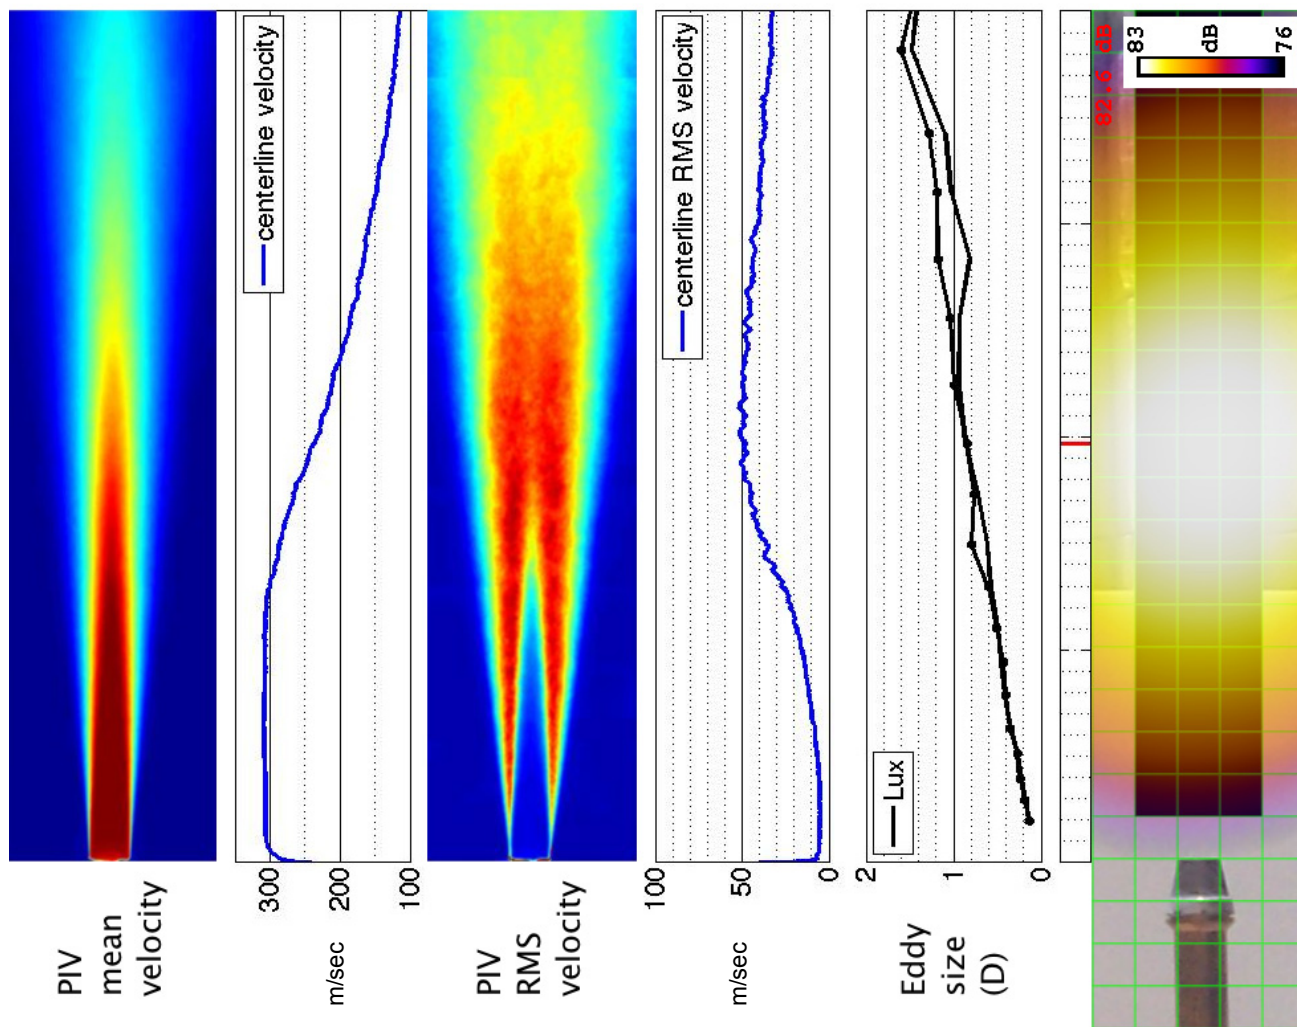 PIV
mean
velocity
m/sec
300
200
100
centerline velocity
PIV
RMS
velocity
m/sec
100
50
0
centerline RMS velocity
Eddy
size
(D)
2
1
0
Lux
82.6 dB
83
dB
76